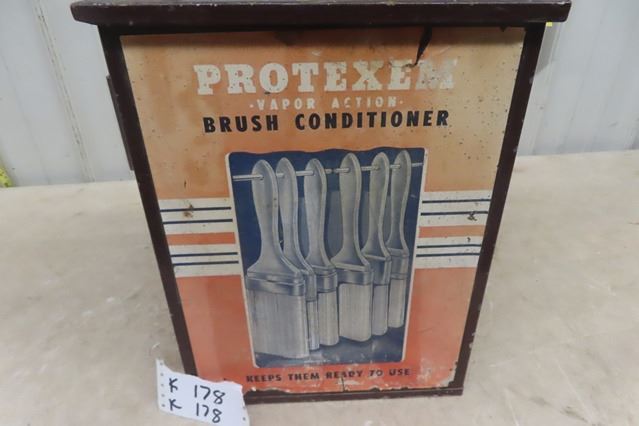 PROTEXEM
·VAPOR ACTION·
BRUSH CONDITIONER
KEEPS THEM READY TO USE
K 178
K 178